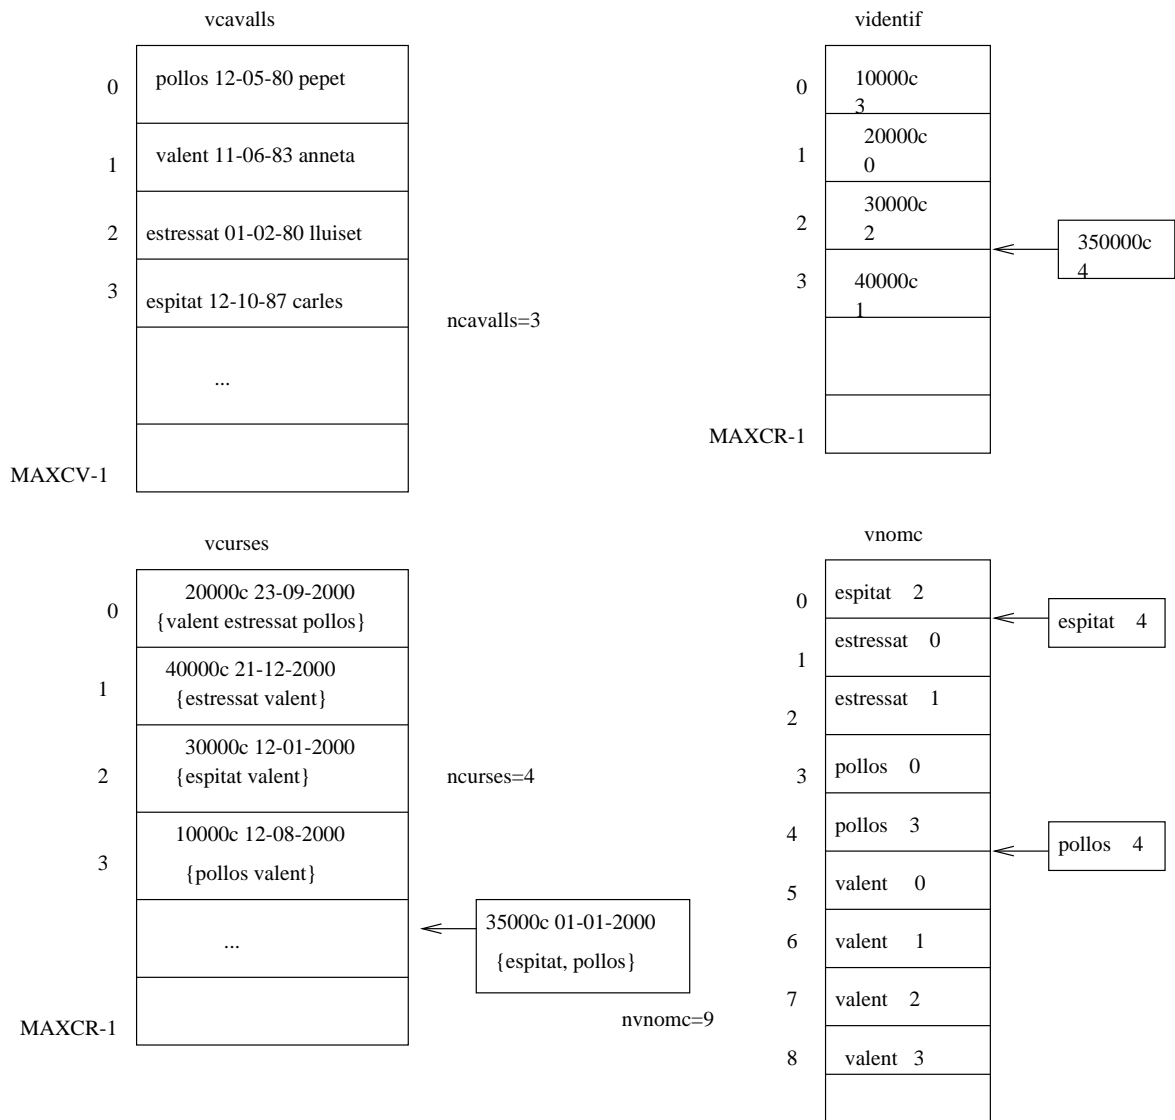 vcavalls
0
pollos 12-05-80 pepet
1
valent 11-06-83 anneta
2
estressat 01-02-80 lluiset
3
espitat 12-10-87 carles
ncavalls=3
...
MAXCV-1
videntif
0
10000c
3
1
20000c
0
2
30000c
2
350000c
4
3
40000c
1
MAXCR-1
vcurses
0
20000c 23-09-2000
{valent estressat pollos}
1
40000c 21-12-2000
{estressat valent}
2
30000c 12-01-2000
{espitat valent}
ncurses=4
3
10000c 12-08-2000
{pollos valent}
...
35000c 01-01-2000
{espitat, pollos}
MAXCR-1
nvnomc=9
vnomc
0
espitat 2
espitat 4
1
estressat 0
2
estressat 1
3
pollos 0
4
pollos 3
pollos 4
5
valent 0
6
valent 1
7
valent 2
8
valent 3